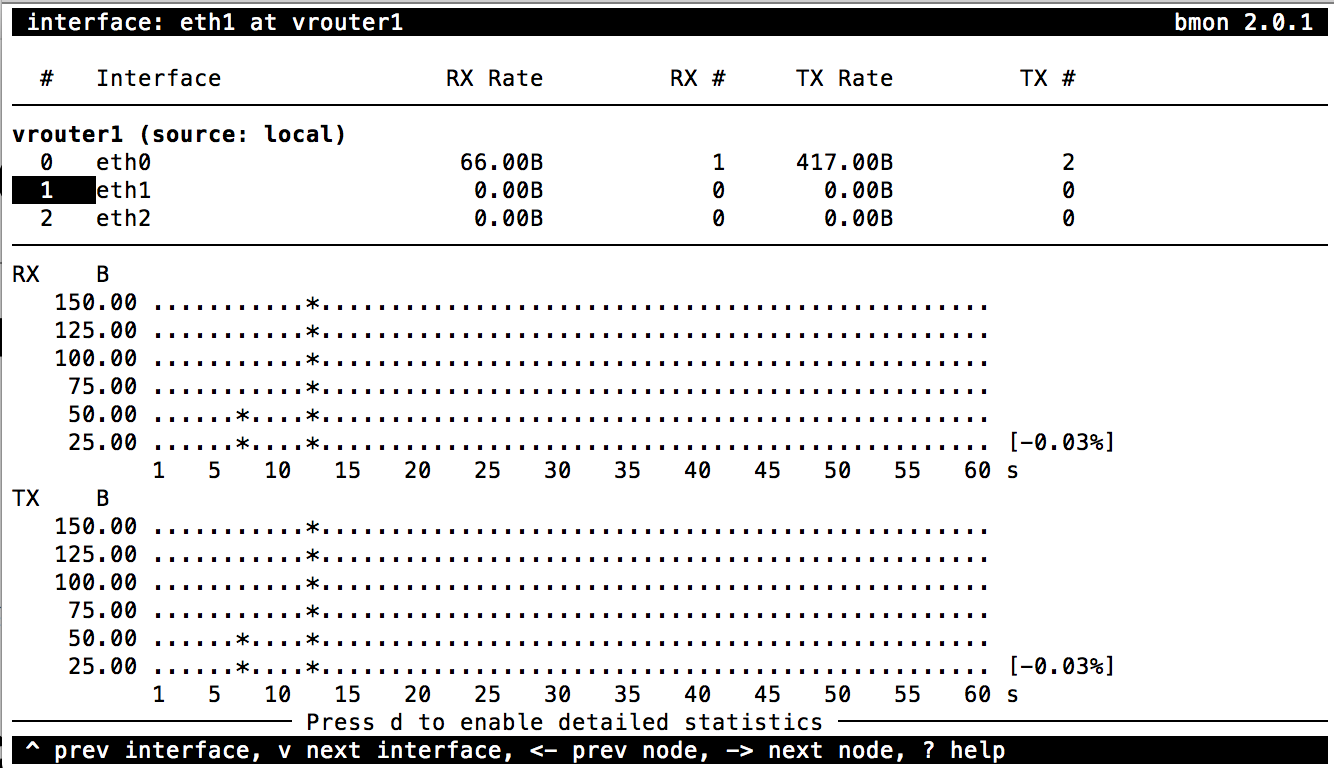 interface: eth1 at vrouter1 bmon 2.0.1
# Interface RX Rate RX # TX Rate TX #
vrouter1 (source: local)
0 eth0 66.00B 1 417.00B 2
1 eth1 0.00B 0 0.00B 0
2 eth2 0.00B 0 0.00B 0
RX B
150.00 ...........*................................................
125.00 ...........*................................................
100.00 ...........*................................................
75.00 ...........*................................................
50.00 ......*....*................................................
25.00 ......*....*................................................ [-0.03%]
1 5 10 15 20 25 30 35 40 45 50 55 60 s
TX B
150.00 ...........*................................................
125.00 ...........*................................................
100.00 ...........*................................................
75.00 ...........*................................................
50.00 ......*....*................................................
25.00 ......*....*................................................ [-0.03%]
1 5 10 15 20 25 30 35 40 45 50 55 60 s
Press d to enable detailed statistics
^ prev interface, v next interface, <- prev node, -> next node, ? help